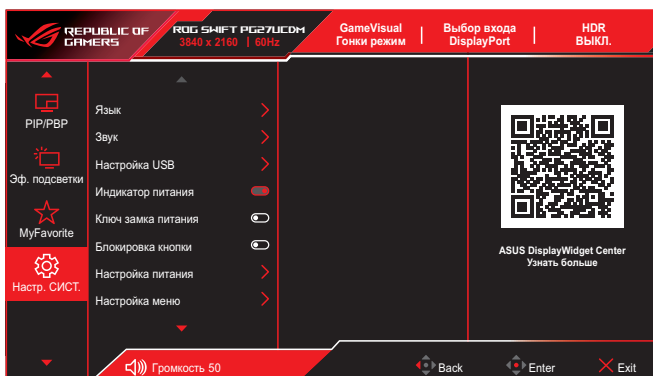 REPUBLIC OF
GAMERS
ROG SWIFT PG27UCDM
3840 x 2160 | 60Hz
GameVisual
Гонки режим
Выбор входа
DisplayPort
HDR
ВЫКЛ.
PIP/PBP
Эф. подсветки
MyFavorite
Настр. СИСТ.
Язык
Звук
Настройка USB
Индикатор питания
Ключ замка питания
Блокировка кнопки
Настройка питания
Настройка меню
ASUS DisplayWidget Center
Узнать больше
Громкость 50
Back
Enter
Exit